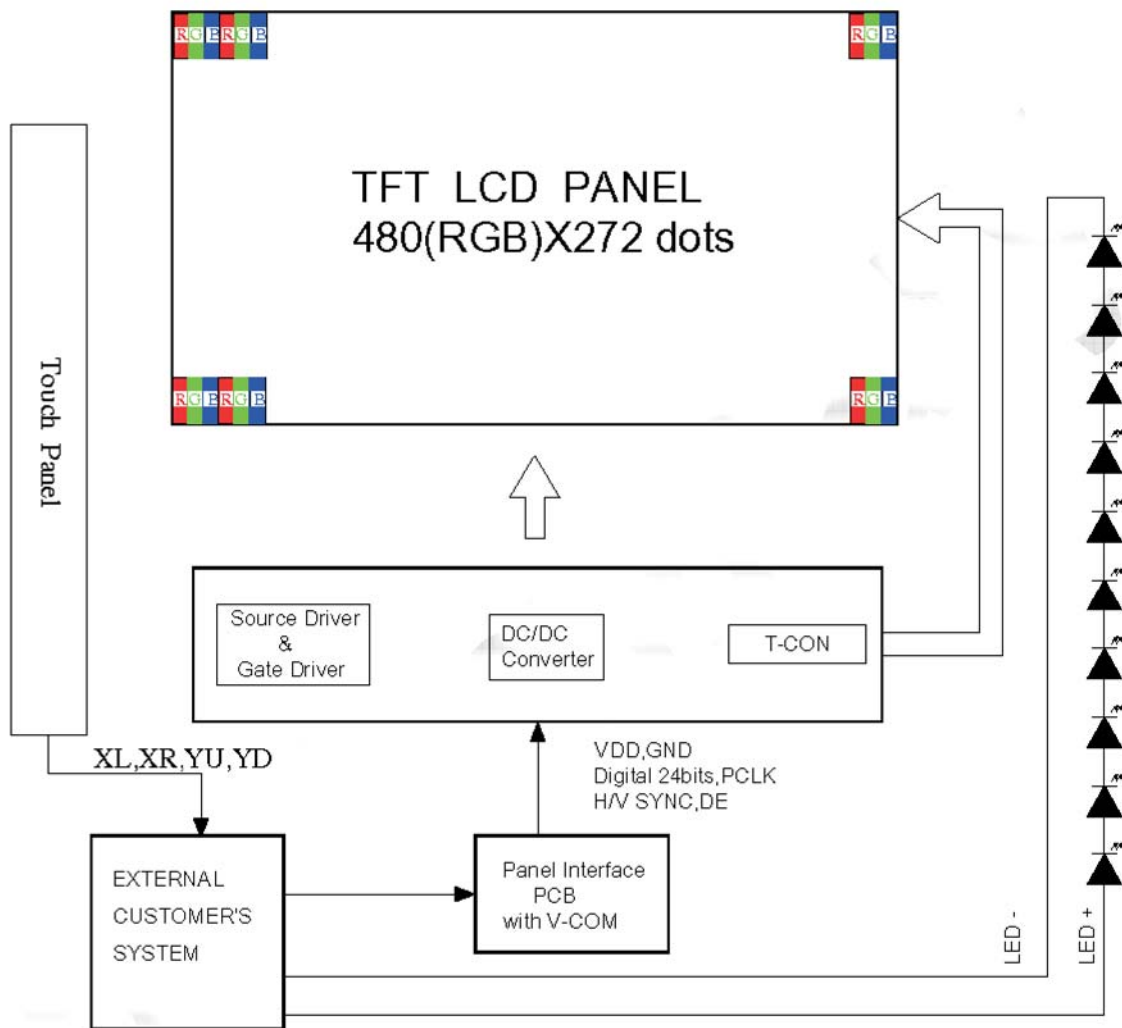 RGBRGB
RGB
TFT LCD PANEL
480(RGB)X272 dots
RGBRGB
RGB
Touch Panel
Source Driver
&
Gate Driver
DC/DC
Converter
T-CON
XL,XR,YU,YD
VDD,GND
Digital 24bits,PCLK
H/V SYNC,DE
EXTERNAL
CUSTOMER'S
SYSTEM
Panel Interface
PCB
with V-COM
LED -
LED +